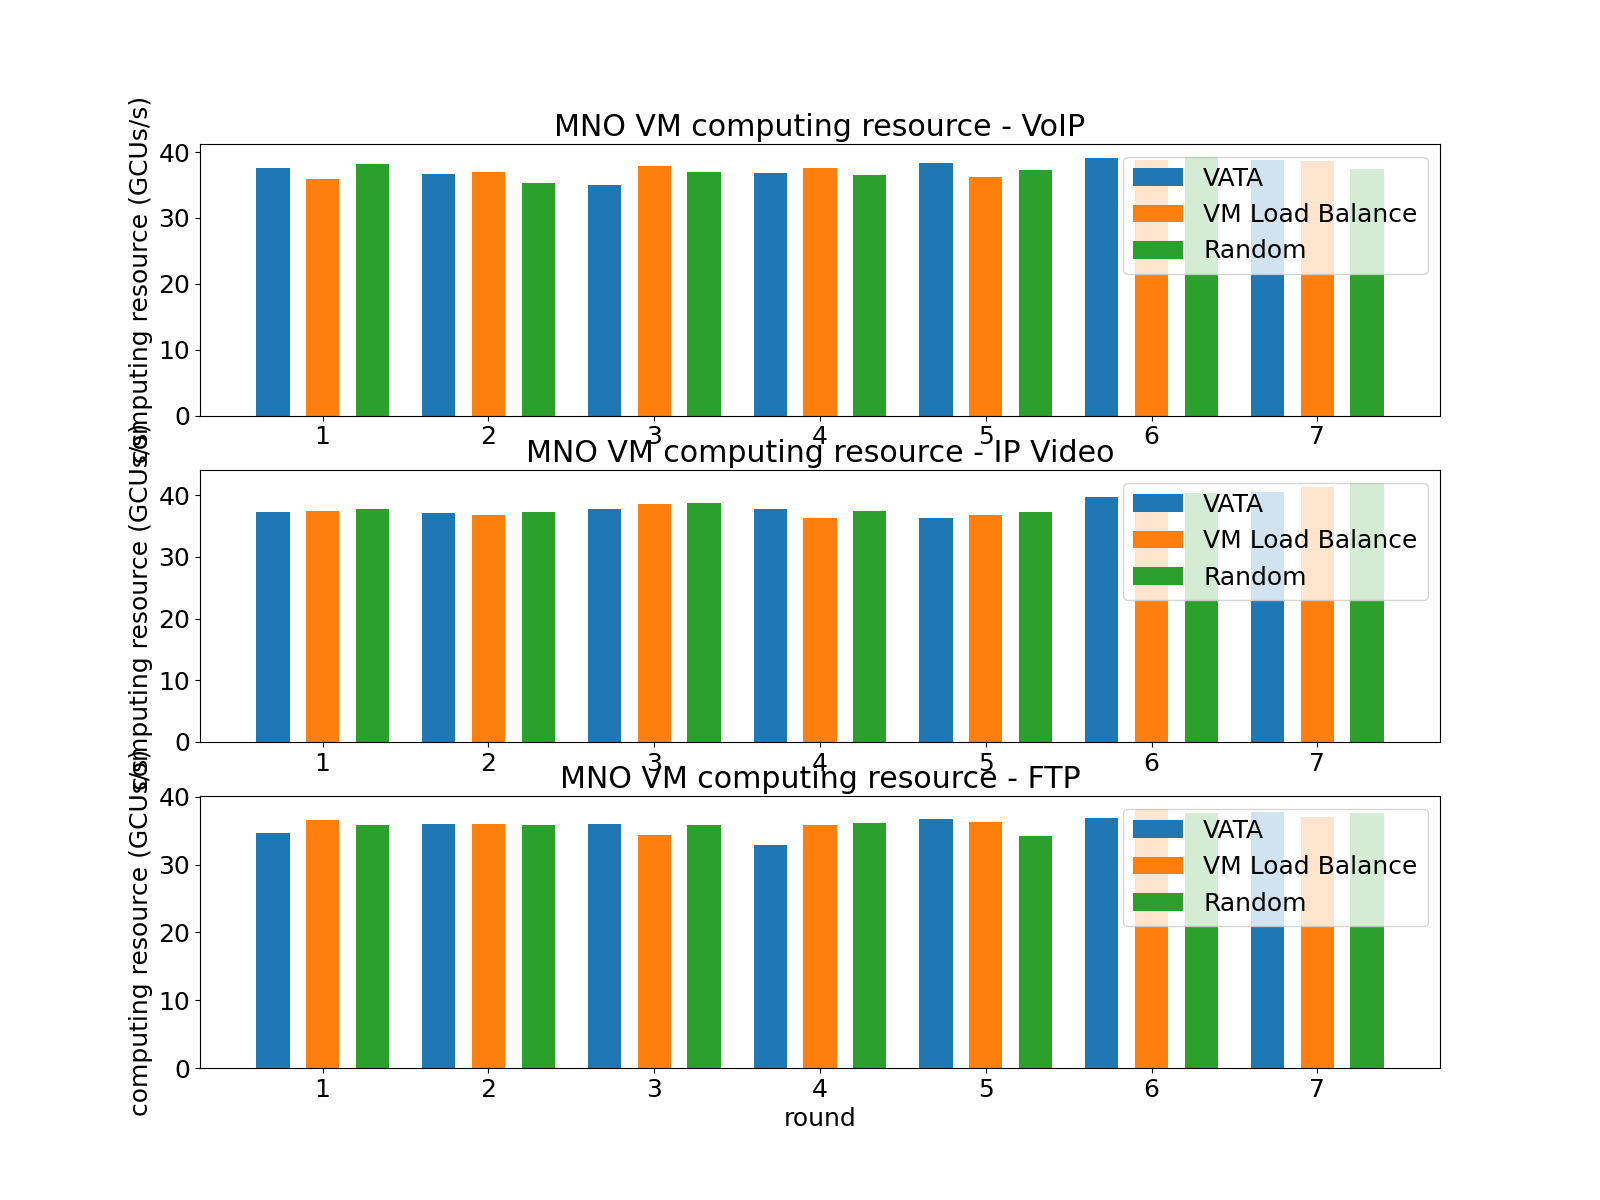 MNO VM computing resource - VoIP
computing resource (GCUs/s)
40
30
20
10
0
VATA
VM Load Balance
Random
1 2 3 4 5 6 7
MNO VM computing resource - IP Video
computing resource (GCUs/s)
40
30
20
10
0
VATA
VM Load Balance
Random
1 2 3 4 5 6 7
MNO VM computing resource - FTP
computing resource (GCUs/s)
40
30
20
10
0
VATA
VM Load Balance
Random
1 2 3 4 5 6 7
round